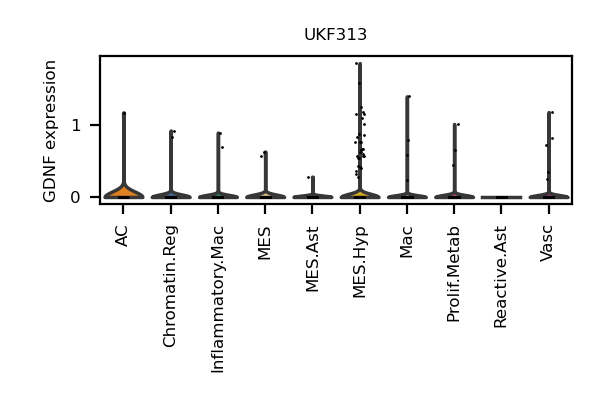 UKF313
GDNF expression
1
0
AC
Chromatin.Reg
Inflammatory.Mac
MES
MES.Ast
MES.Hyp
Mac
Prolif.Metab
Reactive.Ast
Vasc